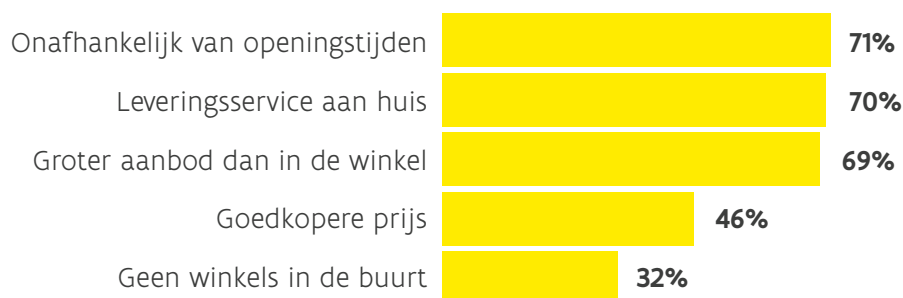 Onafhankelijk van openingstijden 71%
Leveringsservice aan huis 70%
Groter aanbod dan in de winkel 69%
Goedkopere prijs 46%
Geen winkels in de buurt 32%